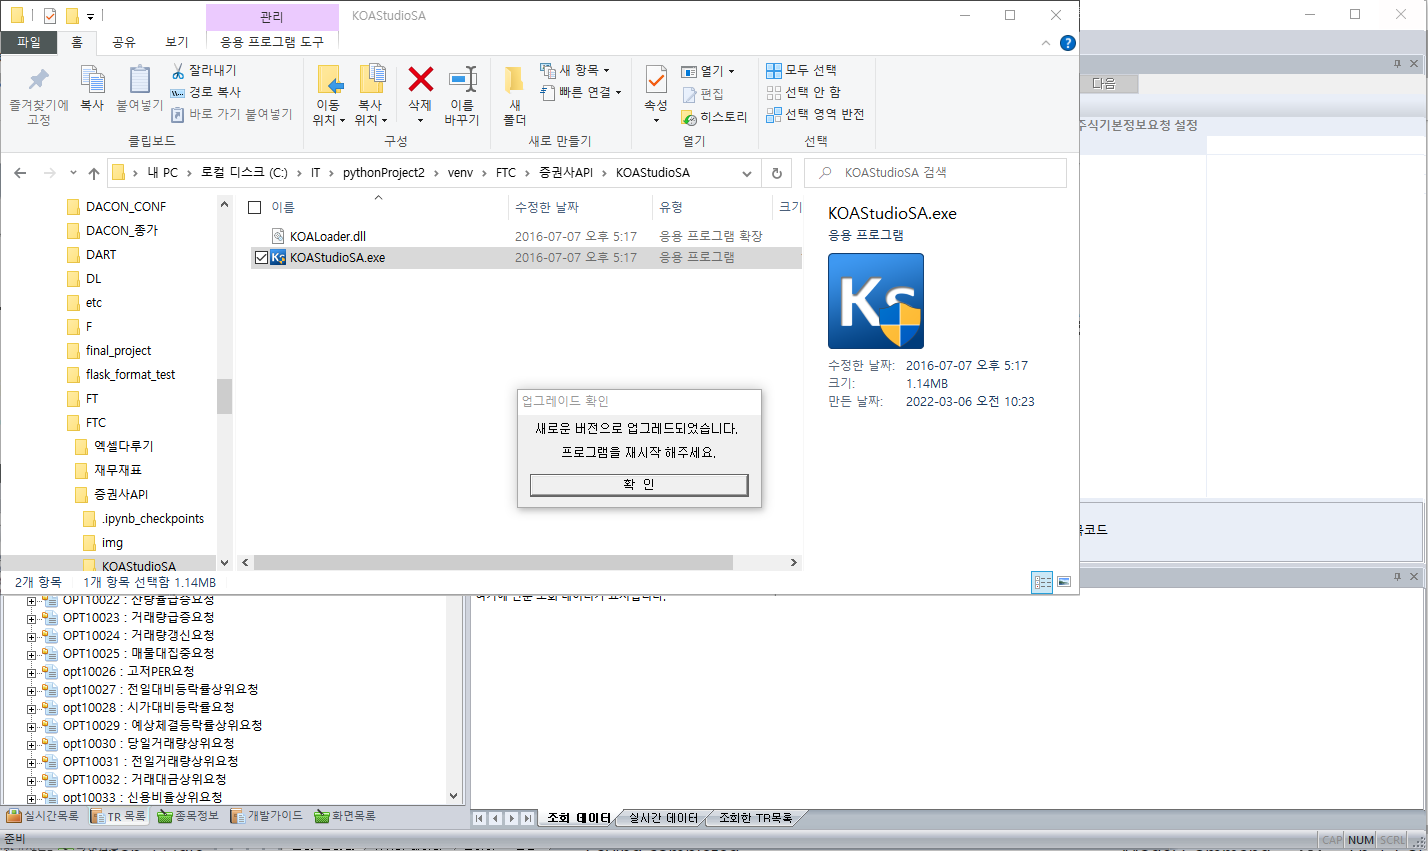 관리
KOAStudioSA
파일
홈
공유
보기
응용 프로그램 도구
즐겨찾기에
고정
복사
붙여넣기
잘라내기
경로 복사
바로 가기 붙여넣기
클립보드
이동
위치
복사
위치
삭제
이름
바꾸기
구성
새
폴더
새 항목
빠른 연결
새로 만들기
속성
열기
편집
히스토리
열기
모두 선택
선택 안 함
선택 영역 반전
선택
다음
주식기본정보요청 설정
내 PC
로컬 디스크 (C:)
IT
pythonProject2
venv
FTC
증권사API
KOAStudioSA
KOAStudioSA 검색
DACON_CONF
DACON_종가
DART
DL
etc
F
final_project
flask_format_test
FT
FTC
엑셀다루기
재무재표
증권사API
.ipynb_checkpoints
img
KOAStudioSA
이름
수정한 날짜
유형
크기
KOALoader.dll
2016-07-07 오후 5:17
응용 프로그램 확장
KOAStudioSA.exe
2016-07-07 오후 5:17
응용 프로그램
KOAStudioSA.exe
응용 프로그램
수정한 날짜: 2016-07-07 오후 5:17
크기: 1.14MB
만든 날짜: 2022-03-06 오전 10:23
업그레이드 확인
새로운 버전으로 업그레드되었습니다.
프로그램을 재시작 해주세요.
확 인
2개 항목
1개 항목 선택함 1.14MB
OPT10022 : 잔량율급증요청
OPT10023 : 거래량급증요청
OPT10024 : 거래량갱신요청
OPT10025 : 매물대집중요청
opt10026 : 고저PER요청
opt10027 : 전일대비등락률상위요청
opt10028 : 시가대비등락률요청
OPT10029 : 예상체결등락률상위요청
opt10030 : 당일거래량상위요청
OPT10031 : 전일거래량상위요청
OPT10032 : 거래대금상위요청
opt10033 : 신용비율상위요청
실시간목록
TR 목록
종목정보
개발가이드
화면목록
조회 데이터
실시간 데이터
조회한 TR목록
준비
CAP
NUM
SCRL